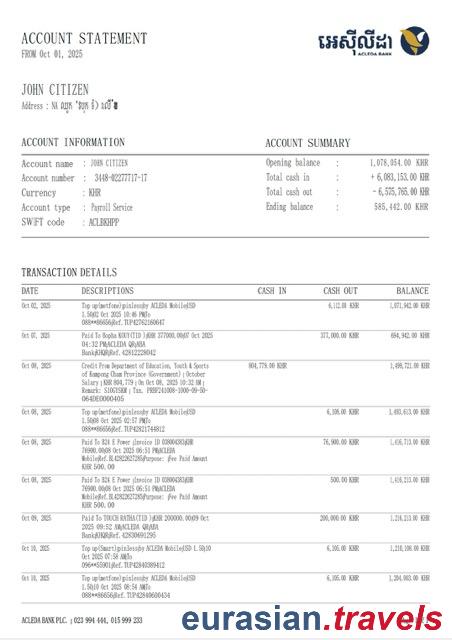 ACCOUNT STATEMENT
FROM Oct 01, 2025
អេស៊ីលីដា
ACLEDA BANK
JOHN CITIZEN
Address : NA
ACCOUNT INFORMATION
Account name : JOHN CITIZEN
Account number : 3448-02277717-17
Currency : KHR
Account type : Payroll Service
SWIFT code : ACLBKHPP
ACCOUNT SUMMARY
Opening balance : 1,078,054.00 KHR
Total cash in : + 6,083,153.00 KHR
Total cash out : - 6,575,765.00 KHR
Ending balance : 585,442.00 KHR
TRANSACTION DETAILS
DATE DESCRIPTIONS CASH IN CASH OUT BALANCE
Oct 02, 2025 Top up(metfone) pinless by ACLEDA Mobile USD 6,112.00 KHR 1,071,942.00 KHR
1.50 02 Oct 2025 10:46 PM To
088**86656 Ref.TUP42762160647
Oct 07, 2025 Paid To Bopha KOUY(TID ) KHR 377000.00 07 Oct 2025 377,000.00 KHR 694,942.00 KHR
04:32 PM ACLEDA QR ABA
Bank KHQR Ref.42812228042
Oct 08, 2025 Credit From Department of Education, Youth & Sports 804,779.00 KHR 1,499,721.00 KHR
of Kampong Cham Province (Government) ; October
Salary ; KHR 804,779 ; On Oct 08, 2025 10:32 AM ;
Remark: Txn.
064DE0000405
Oct 08, 2025 Top up(metfone) pinless by ACLEDA Mobile USD 6,108.00 KHR 1,493,613.00 KHR
1.50 08 Oct 2025 02:57 PM To
088**86656 Ref.TUP42821744812
Oct 08, 2025 Paid To B24 E Power ; Invoice ID 038004383 KHR 76,900.00 KHR 1,416,713.00 KHR
76900.00 08 Oct 2025 06:51 PM ACLEDA
Mobile Ref.BL42822627285 Purpose: ; Fee Paid Amount
KHR 500.00
Oct 08, 2025 Paid To B24 E Power ; Invoice ID 038004383 KHR 500.00 KHR 1,416,213.00 KHR
76900.00 08 Oct 2025 06:51 PM ACLEDA
Mobile Ref.BL42822627285 Purpose: ; Fee Paid Amount
KHR 500.00
Oct 09, 2025 Paid To TOUCH RATHA(TID ) KHR 200000.00 09 Oct 200,000.00 KHR 1,216,213.00 KHR
2025 09:52 AM ACLEDA QR ABA
Bank KHQR Ref.42830691295
Oct 10, 2025 Top up(Smart) pinless by ACLEDA Mobile USD 1.50 10 6,105.00 KHR 1,210,108.00 KHR
Oct 2025 07:58 AM To
096**55901 Ref.TUP42840389412
Oct 10, 2025 Top up(metfone) pinless by ACLEDA Mobile USD 6,105.00 KHR 1,204,003.00 KHR
1.50 10 Oct 2025 08:54 AM To
088**86656 Ref.TUP42840600434
ACLEDA BANK PLC. ; 023 994 444, 015 999 233
eurasian.travels